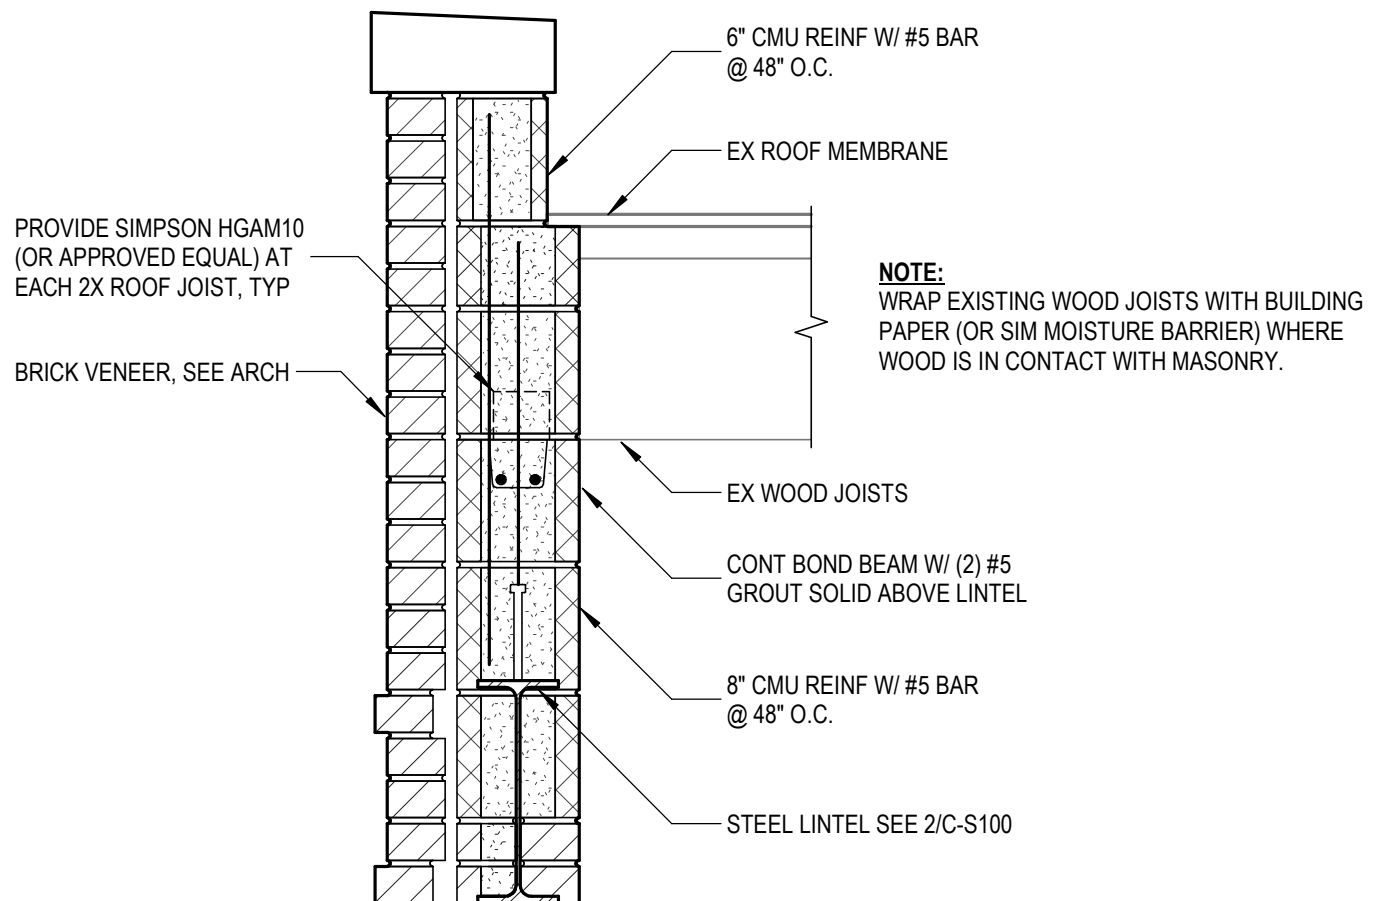 6" CMU REINF W/ #5 BAR
@ 48" O.C.
EX ROOF MEMBRANE
PROVIDE SIMPSON HGAM10
(OR APPROVED EQUAL) AT
EACH 2X ROOF JOIST, TYP
NOTE:
WRAP EXISTING WOOD JOISTS WITH BUILDING
PAPER (OR SIM MOISTURE BARRIER) WHERE
WOOD IS IN CONTACT WITH MASONRY.
BRICK VENEER, SEE ARCH
EX WOOD JOISTS
CONT BOND BEAM W/ (2) #5
GROUT SOLID ABOVE LINTEL
8" CMU REINF W/ #5 BAR
@ 48" O.C.
STEEL LINTEL SEE 2/C-S100